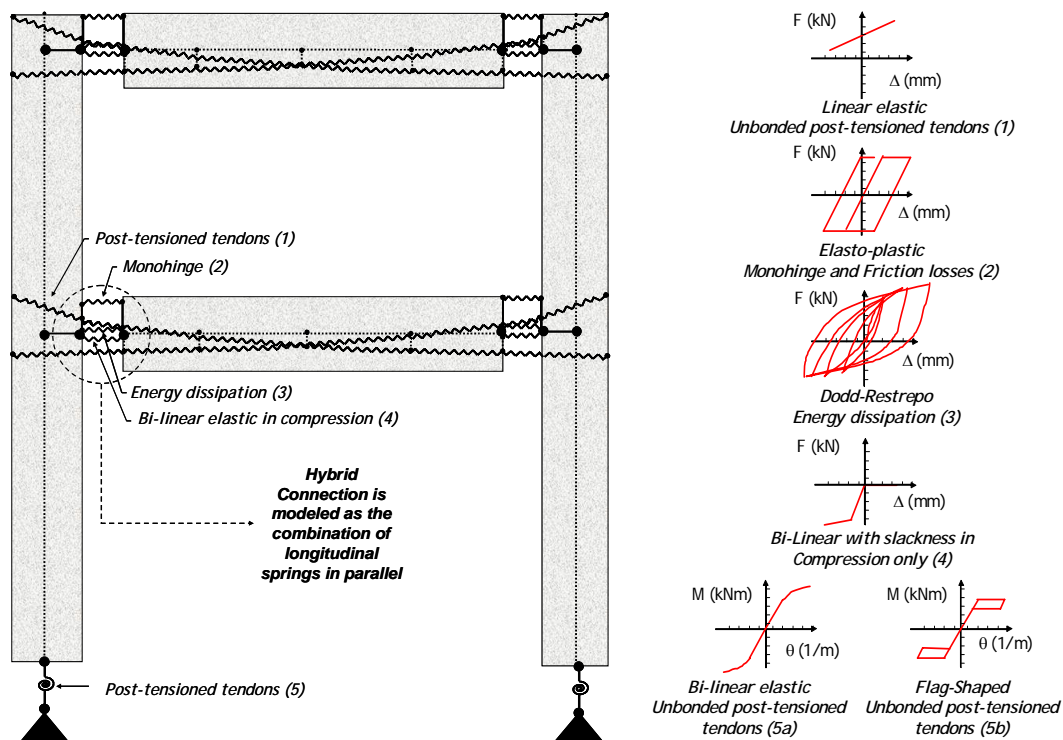 Post-tensioned tendons (1)
Monohinge (2)
Energy dissipation (3)
Bi-linear elastic in compression (4)
Hybrid
Connection is
modeled as the
combination of
longitudinal
springs in parallel
Post-tensioned tendons (5)
F (kN)
Δ (mm)
Linear elastic
Unbonded post-tensioned tendons (1)
F (kN)
Δ (mm)
Elasto-plastic
Monohinge and Friction losses (2)
F (kN)
Δ (mm)
Dodd-Restrepo
Energy dissipation (3)
F (kN)
Δ (mm)
Bi-Linear with slackness in
Compression only (4)
M (kNm)
θ (1/m)
Bi-linear elastic
Unbonded post-tensioned
tendons (5a)
M (kNm)
θ (1/m)
Flag-Shaped
Unbonded post-tensioned
tendons (5b)